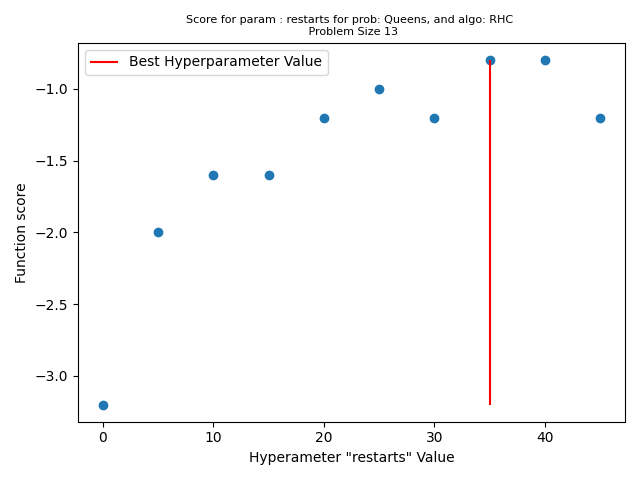 Score for param : restarts for prob: Queens, and algo: RHC
Problem Size 13
Best Hyperparameter Value
−1.0
−1.5
−2.0
−2.5
−3.0
Function score
0 10 20 30 40
Hyperameter "restarts" Value